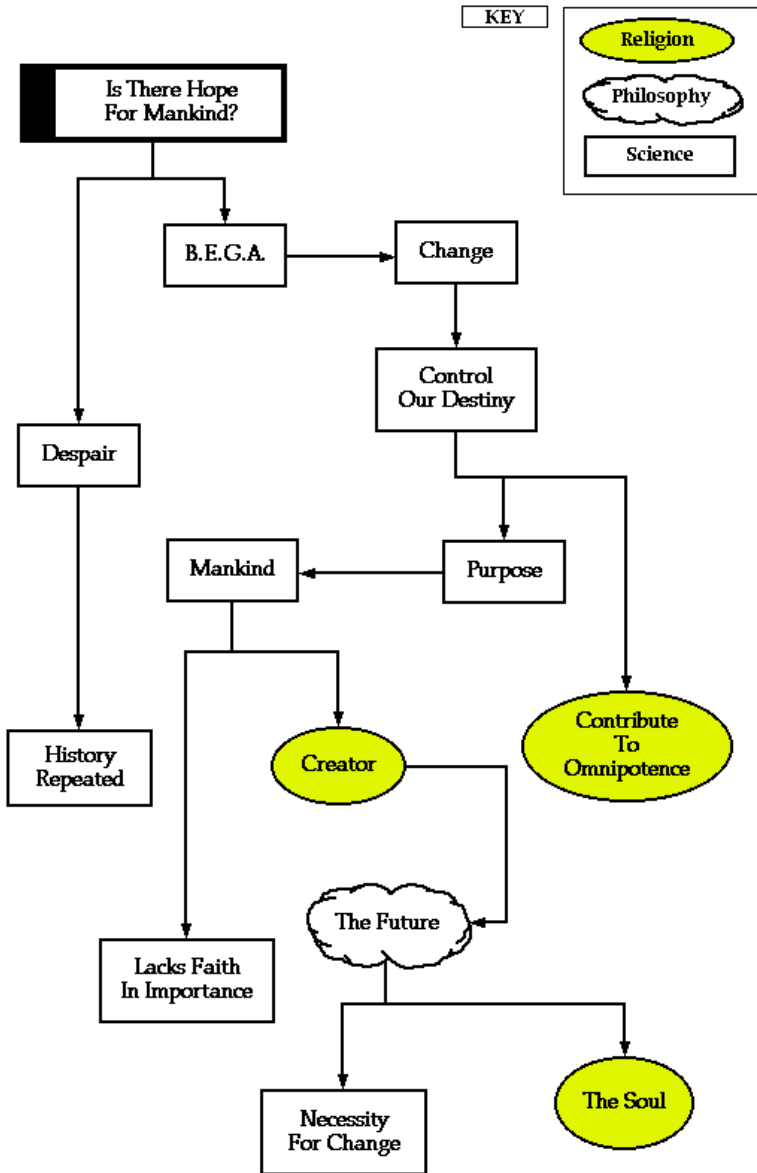 KEY
Religion
Philosophy
Science
Is There Hope
For Mankind?
B.E.G.A.
Change
Control
Our Destiny
Despair
Mankind
Purpose
History
Repeated
Creator
Contribute
To
Omnipotence
The Future
Lacks Faith
In Importance
Necessity
For Change
The Soul